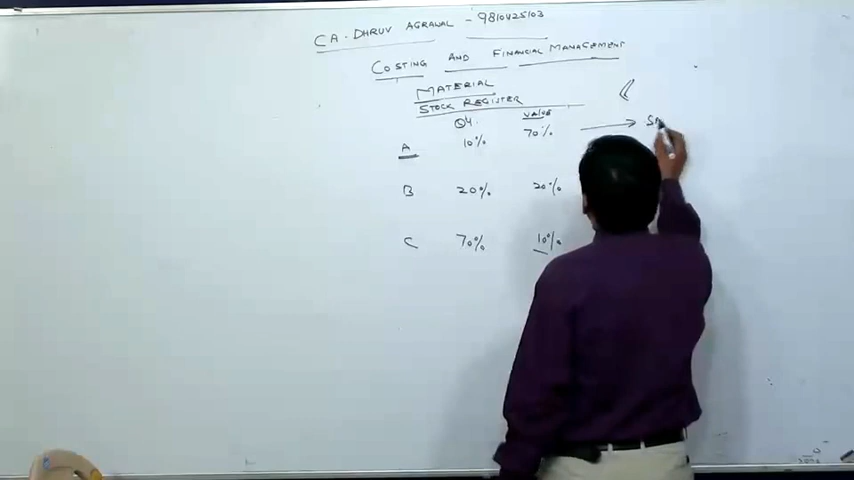 CA. DHRUV AGRAWAL - 9810425103
COSTING AND FINANCIAL MANAGEMENT
MATERIAL
STOCK REGISTER
Qty. VALUE
A 10% 70% →
B 20% 20%
C 70% 10%